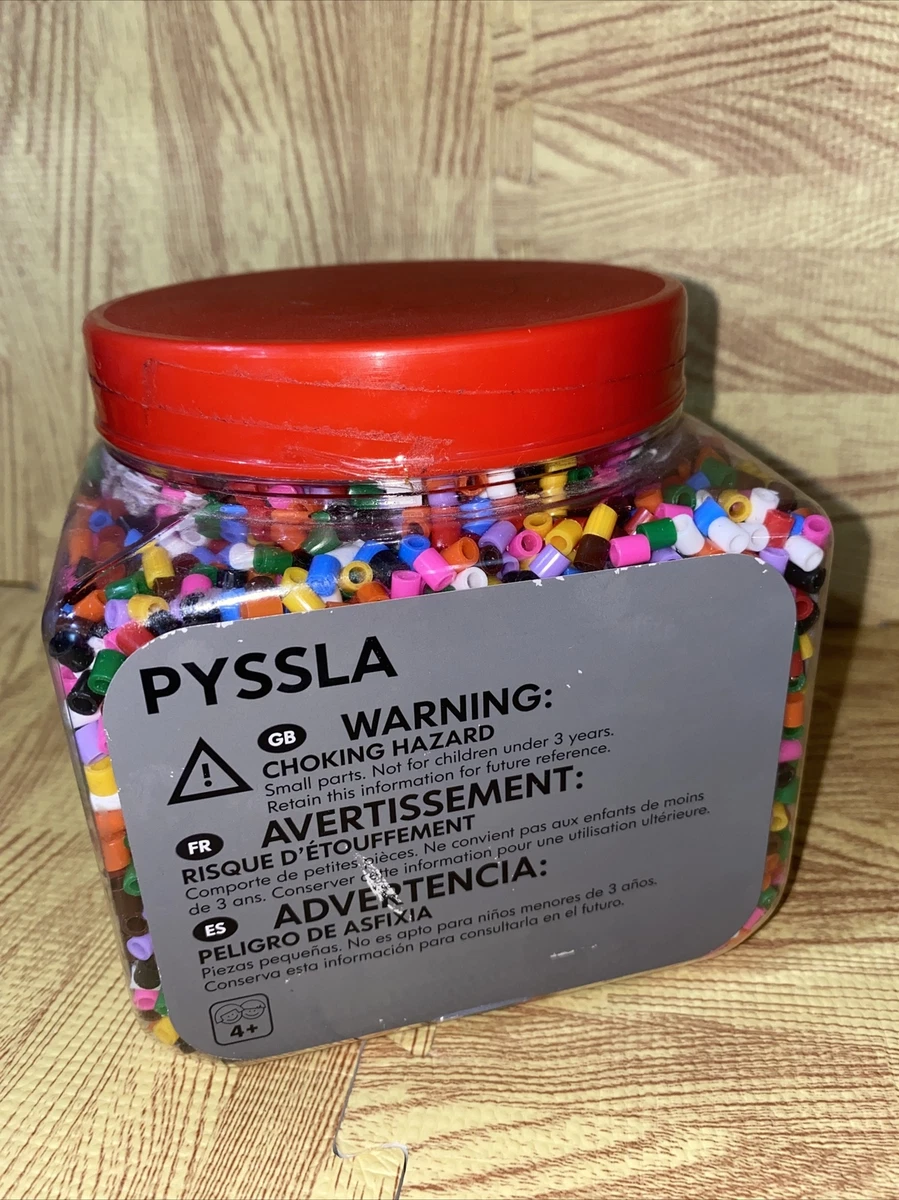 PYSSLA
GB WARNING:
CHOKING HAZARD
Small parts. Not for children under 3 years.
Retain this information for future reference.
FR AVERTISSEMENT:
RISQUE D'ÉTOUFFEMENT
Comporte de petites pièces. Ne convient pas aux enfants de moins
de 3 ans. Conserver cette information pour une utilisation ultérieure.
ES ADVERTENCIA:
PELIGRO DE ASFIXIA
Piezas pequeñas. No es apto para niños menores de 3 años.
Conserva esta información para consultarla en el futuro.
4+